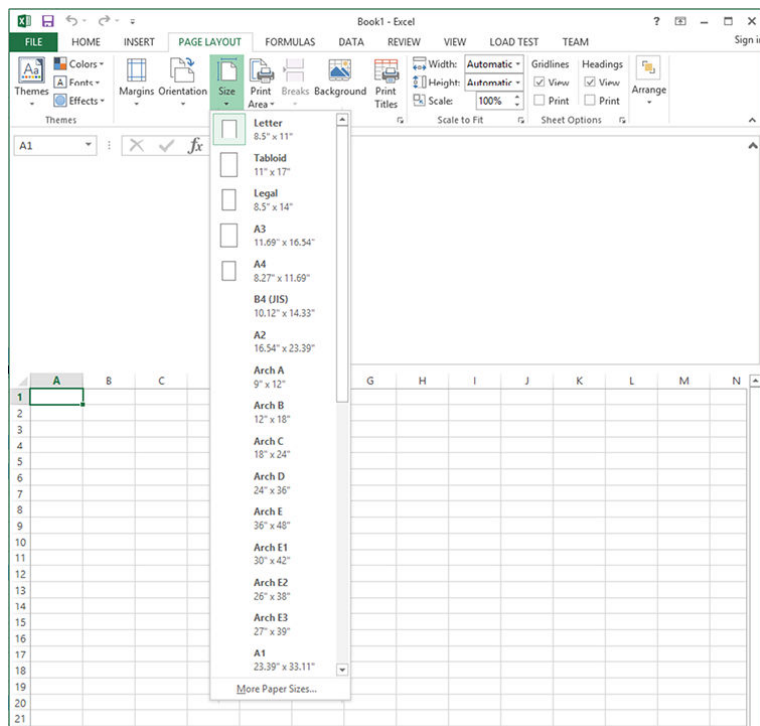 Book1 - Excel
?
FILE HOME INSERT PAGE LAYOUT FORMULAS DATA REVIEW VIEW LOAD TEST TEAM Sign in
Themes
Colors
Fonts
Effects
Margins
Orientation
Size
Print
Area
Breaks
Background
Print
Titles
Width: Automatic
Height: Automatic
Scale: 100%
Gridlines
View
Print
Headings
View
Print
Arrange
Themes
Scale to Fit
Sheet Options
A1
fx
Letter
8.5" x 11"
Tabloid
11" x 17"
Legal
8.5" x 14"
A3
11.69" x 16.54"
A4
8.27" x 11.69"
B4 (JIS)
10.12" x 14.33"
A2
16.54" x 23.39"
Arch A
9" x 12"
Arch B
12" x 18"
Arch C
18" x 24"
Arch D
24" x 36"
Arch E
36" x 48"
Arch E1
30" x 42"
Arch E2
26" x 38"
Arch E3
27" x 39"
A1
23.39" x 33.11"
More Paper Sizes...
A B C G H I J K L M N
1
2
3
4
5
6
7
8
9
10
11
12
13
14
15
16
17
18
19
20
21